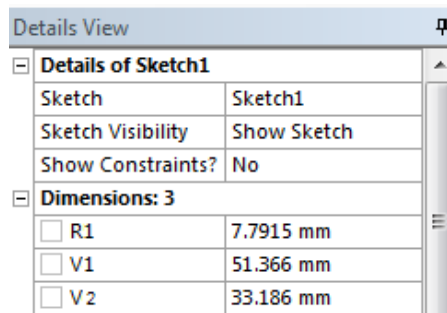 Details View
Details of Sketch1
Sketch Sketch1
Sketch Visibility Show Sketch
Show Constraints? No
Dimensions: 3
R1 7.7915 mm
V1 51.366 mm
V2 33.186 mm